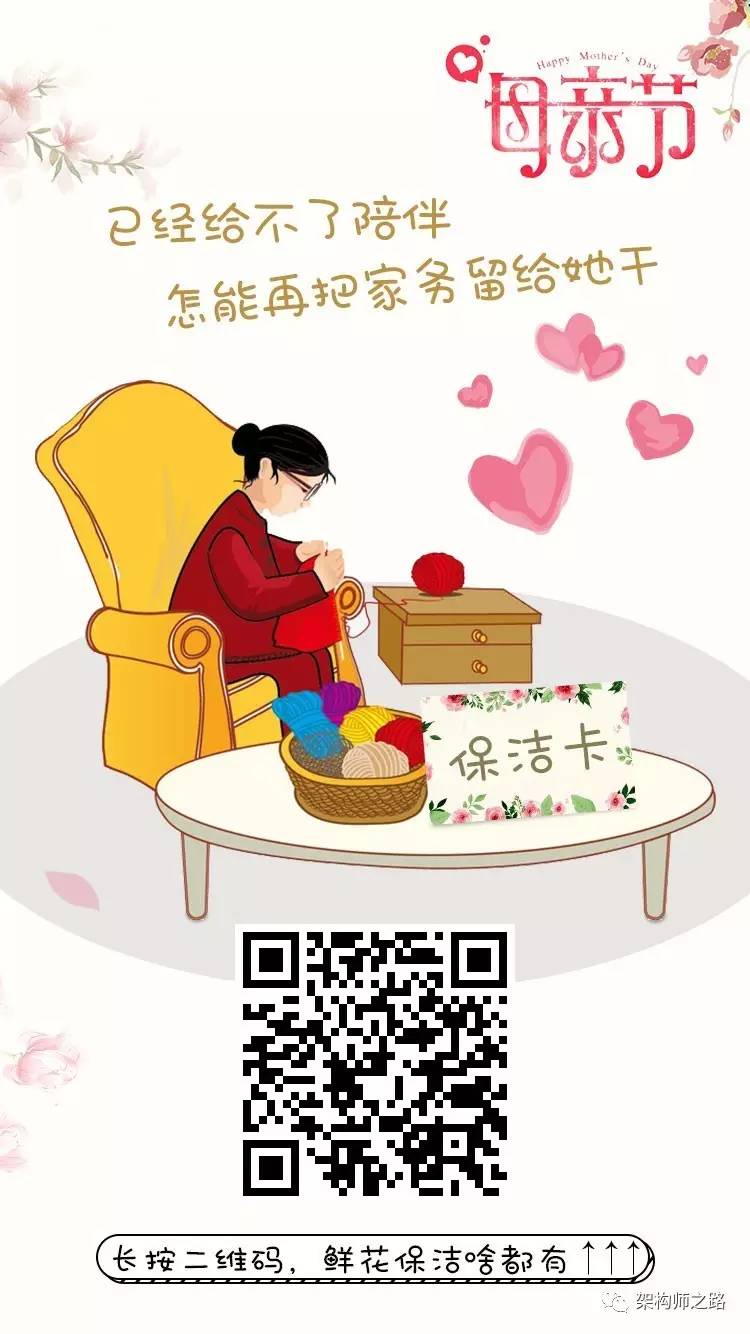 Happy Mother's Day
母亲节
已经给不了陪伴
怎能再把家务留给她干
保洁卡
长按二维码，鲜花保洁啥都有↑↑↑
架构师之路